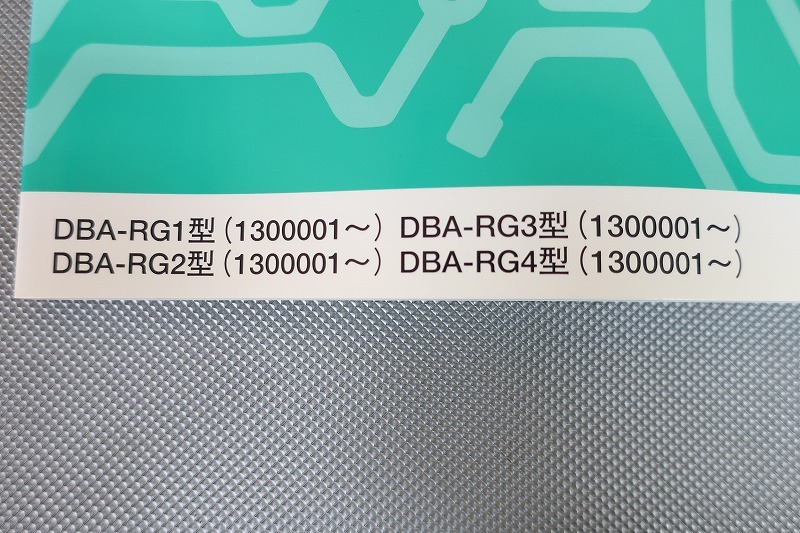 DBA-RG1型（1300001～） DBA-RG3型（1300001～）
DBA-RG2型（1300001～） DBA-RG4型（1300001～）